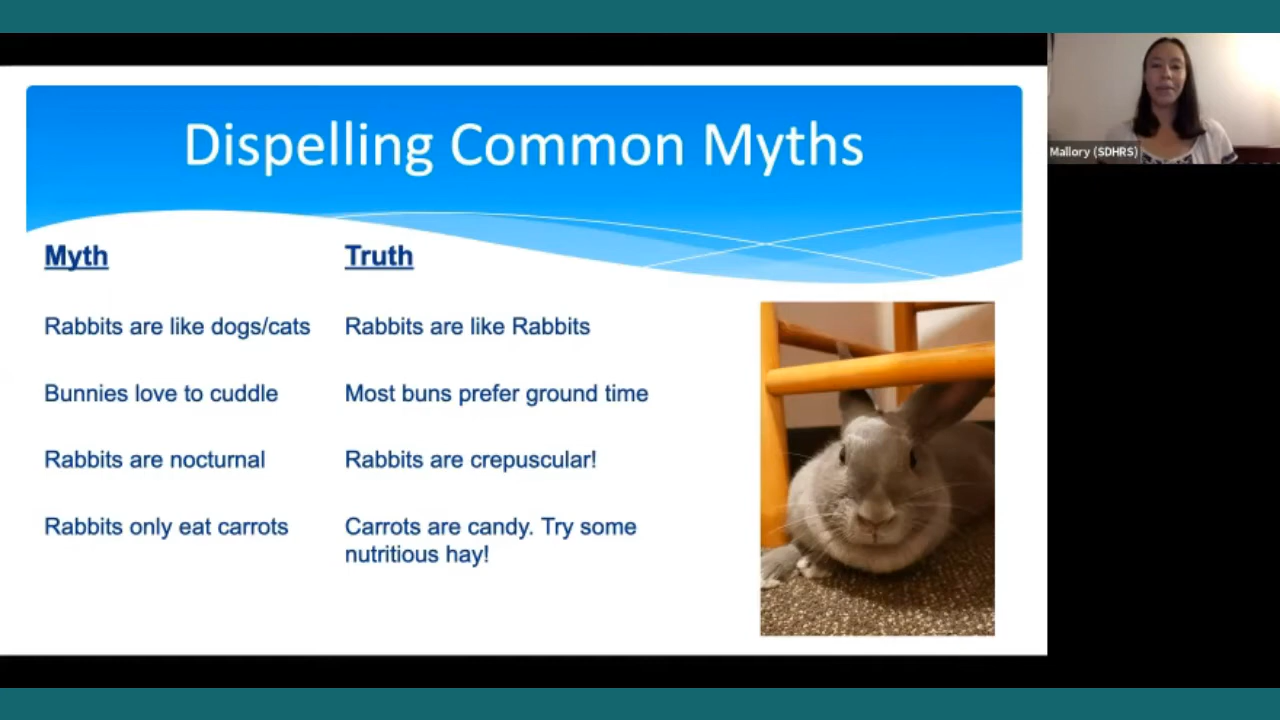 Dispelling Common Myths
Mallory (SDHRS)
Myth
Truth
Rabbits are like dogs/cats
Rabbits are like Rabbits
Bunnies love to cuddle
Most buns prefer ground time
Rabbits are nocturnal
Rabbits are crepuscular!
Rabbits only eat carrots
Carrots are candy. Try some
nutritious hay!